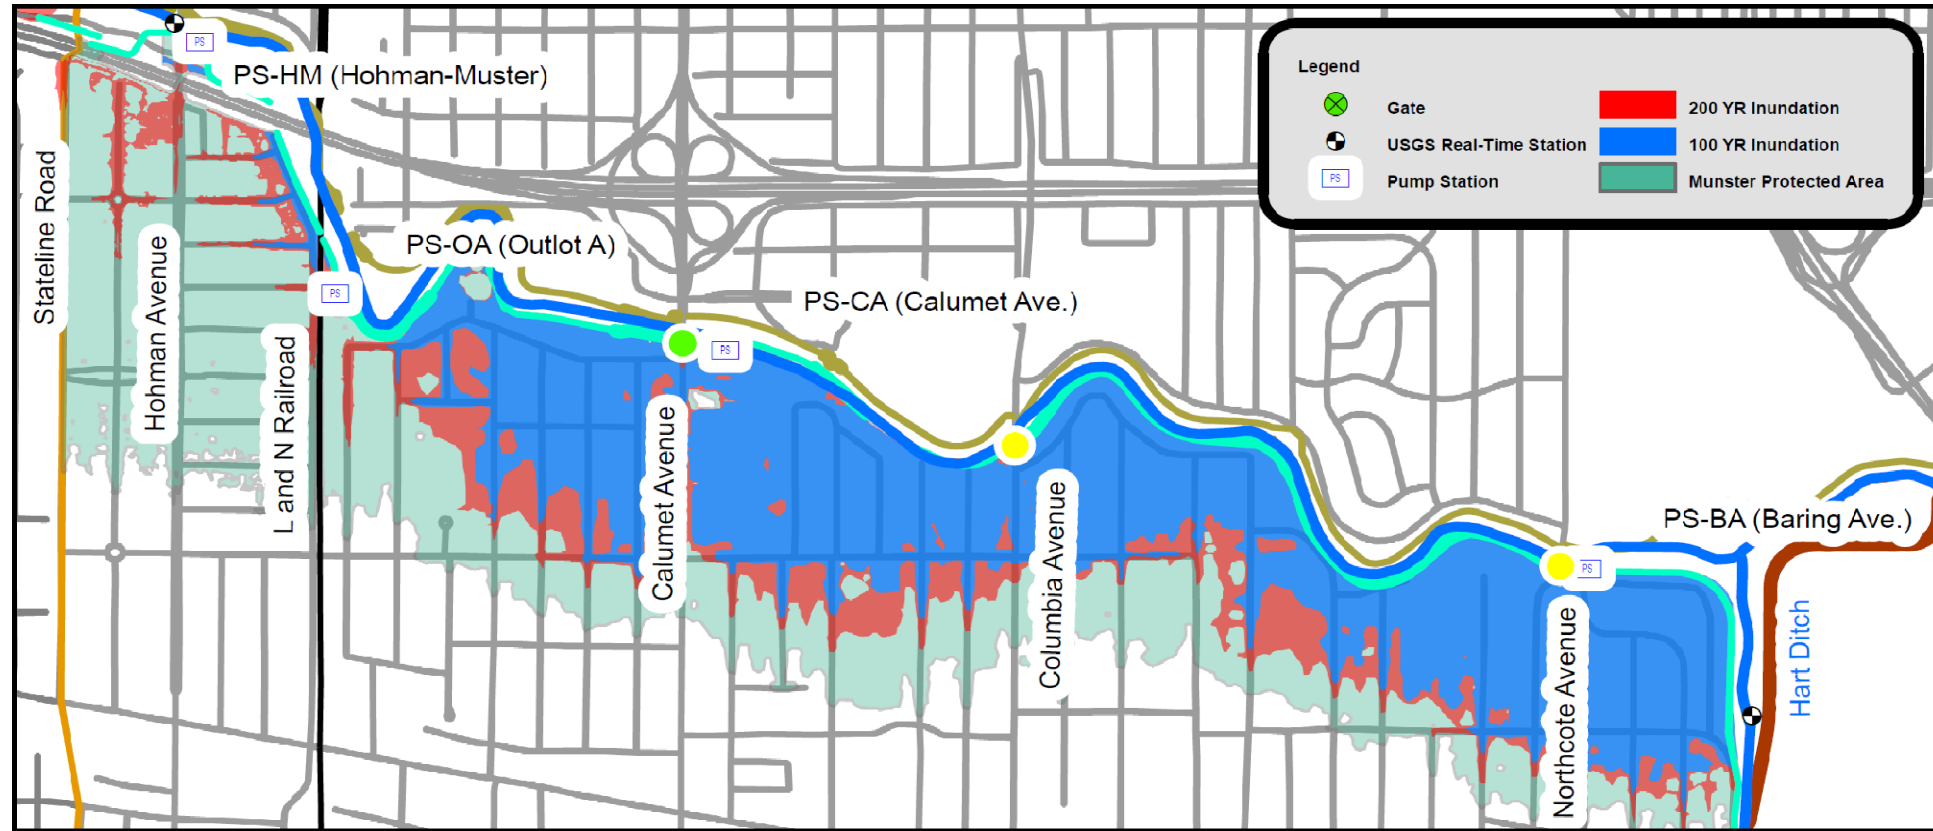 PS
PS-HM (Hohman-Muster)
Legend
Gate
200 YR Inundation
USGS Real-Time Station
100 YR Inundation
PS
Pump Station
Munster Protected Area
Stateline Road
Hohman Avenue
L and N Railroad
PS
PS-OA (Outlot A)
PS-CA (Calumet Ave.)
PS
Calumet Avenue
Columbia Avenue
PS-BA (Baring Ave.)
PS
Northcote Avenue
Hart Ditch